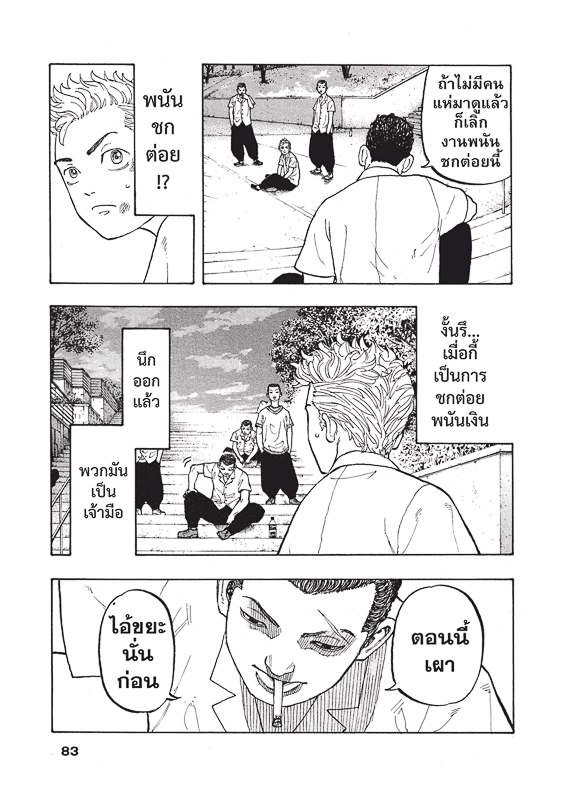 ถ้าไม่มีคน
แห่มาดูแล้ว
ก็เลิก
งานพนัน
ชกต่อยนี้
พนัน
ชก
ต่อย
!?
งั้นรึ...
เมื่อกี้
เป็นการ
ชกต่อย
พนันเงิน
นึก
ออก
แล้ว
พวกมัน
เป็น
เจ้ามือ
ตอนนี้
เผา
ไอ้ขยะ
นั่น
ก่อน
83